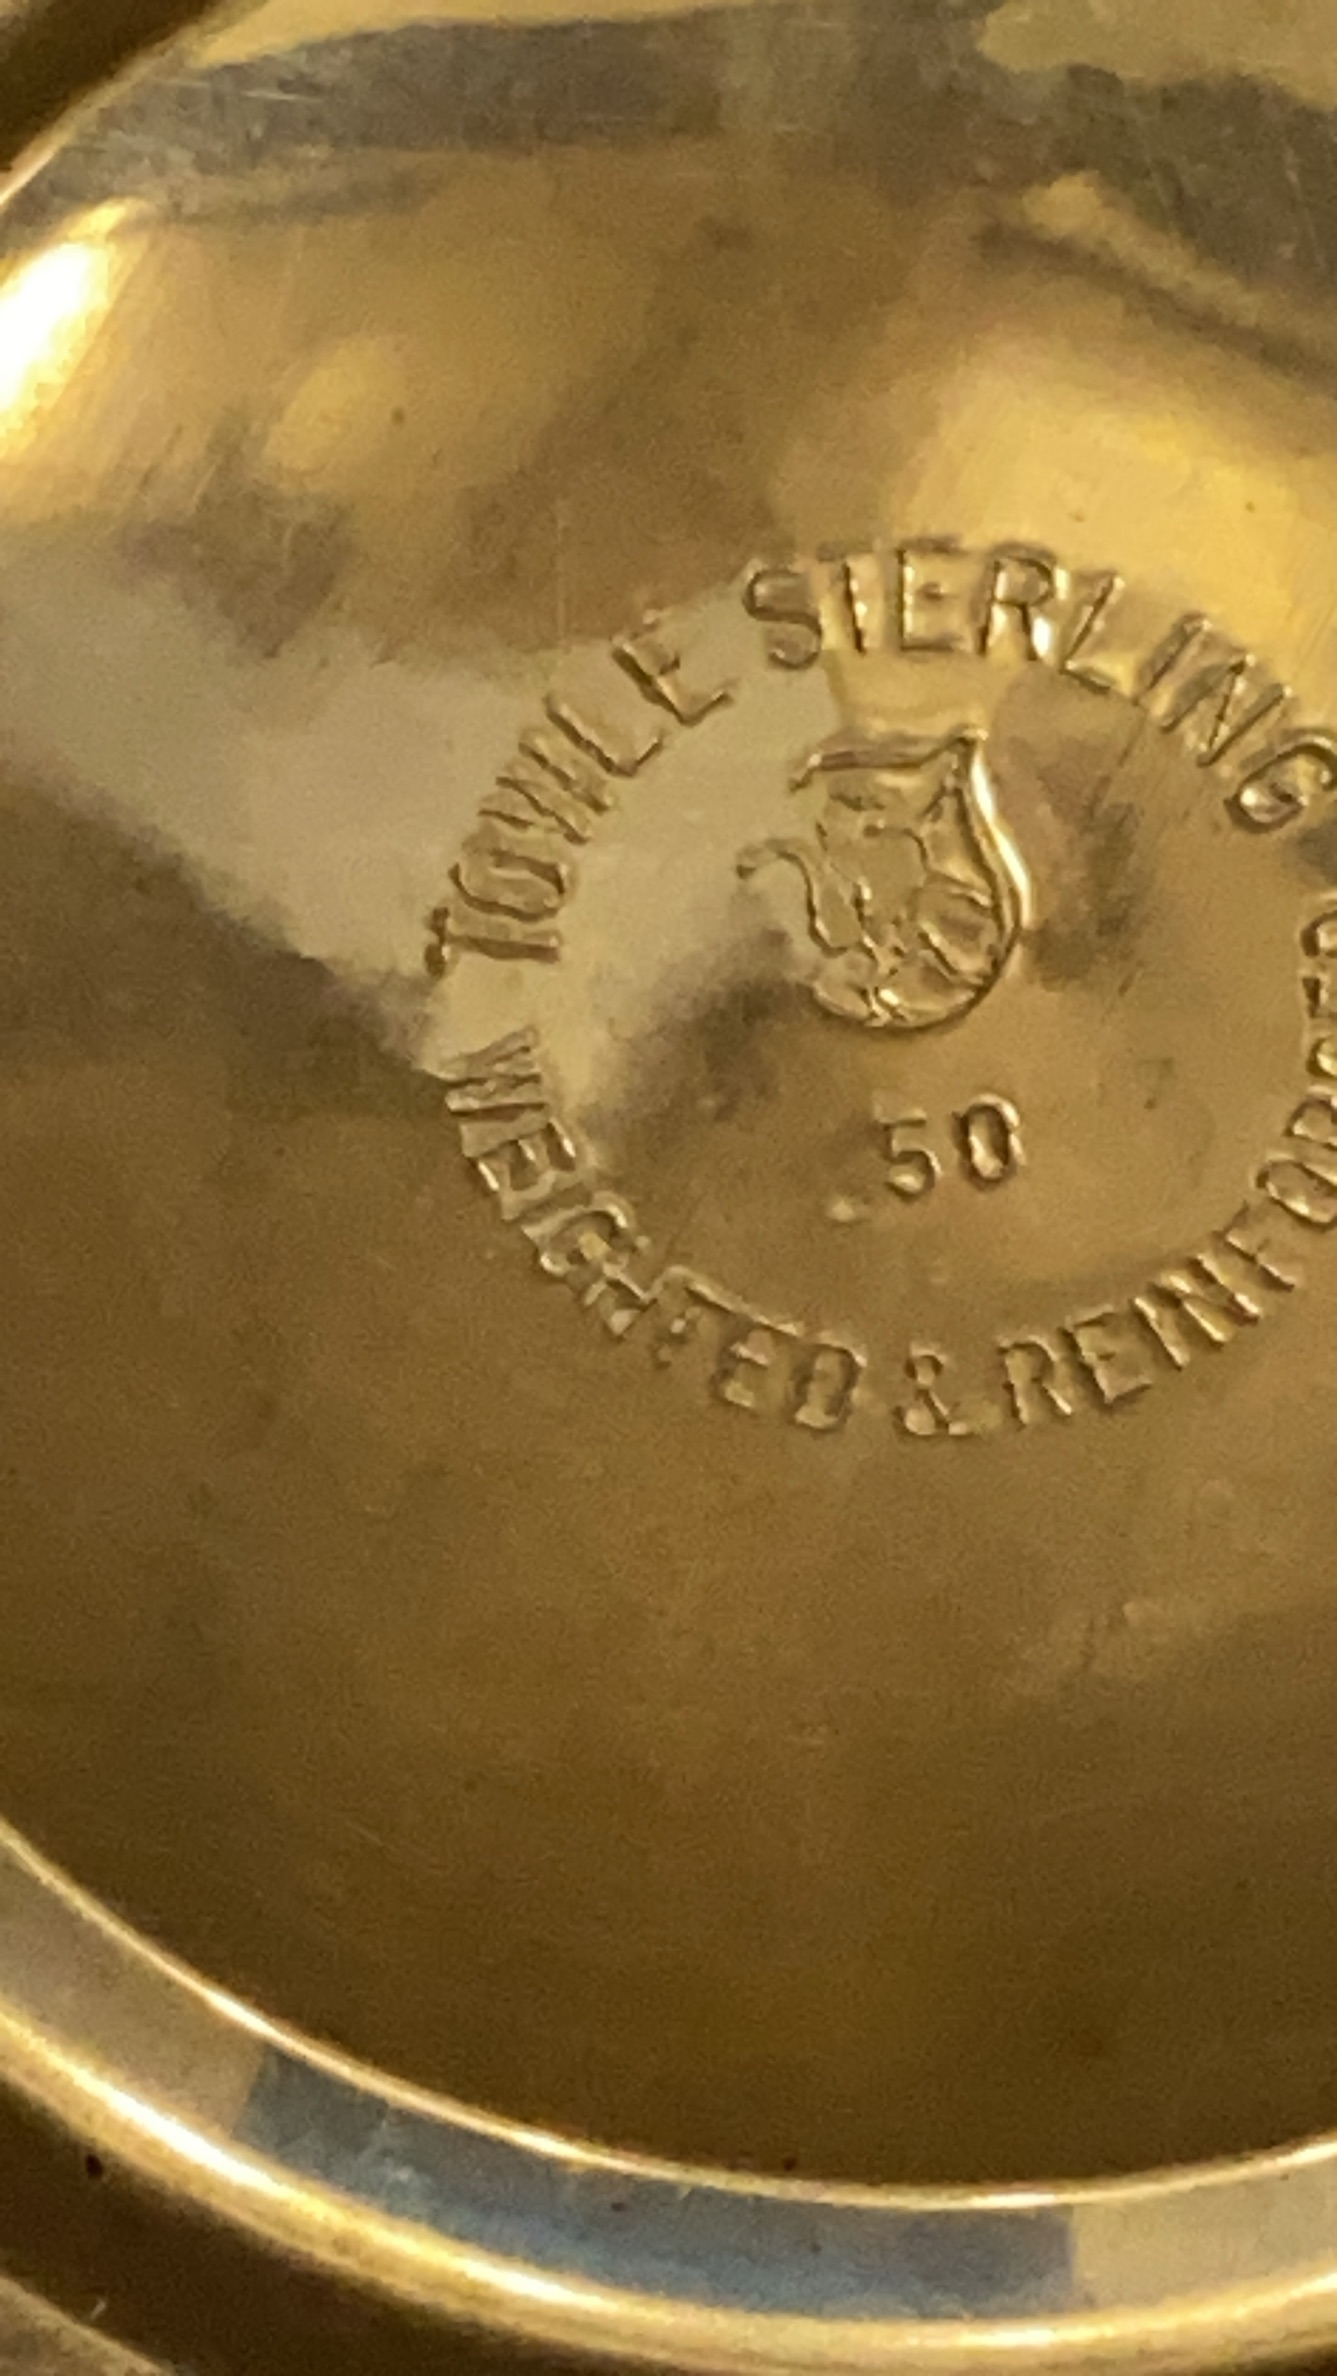 TOWLE STERLING
50
WEIGHTED & REINFORCED